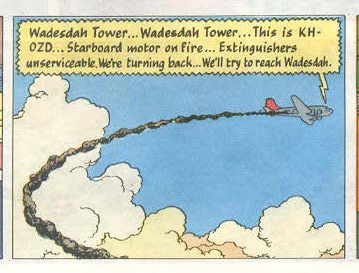 Wadesdah Tower... Wadesdah Tower... This is KH-
OZD... Starboard motor on fire... Extinguishers
unserviceable. We're turning back... We'll try to reach Wadesdah.